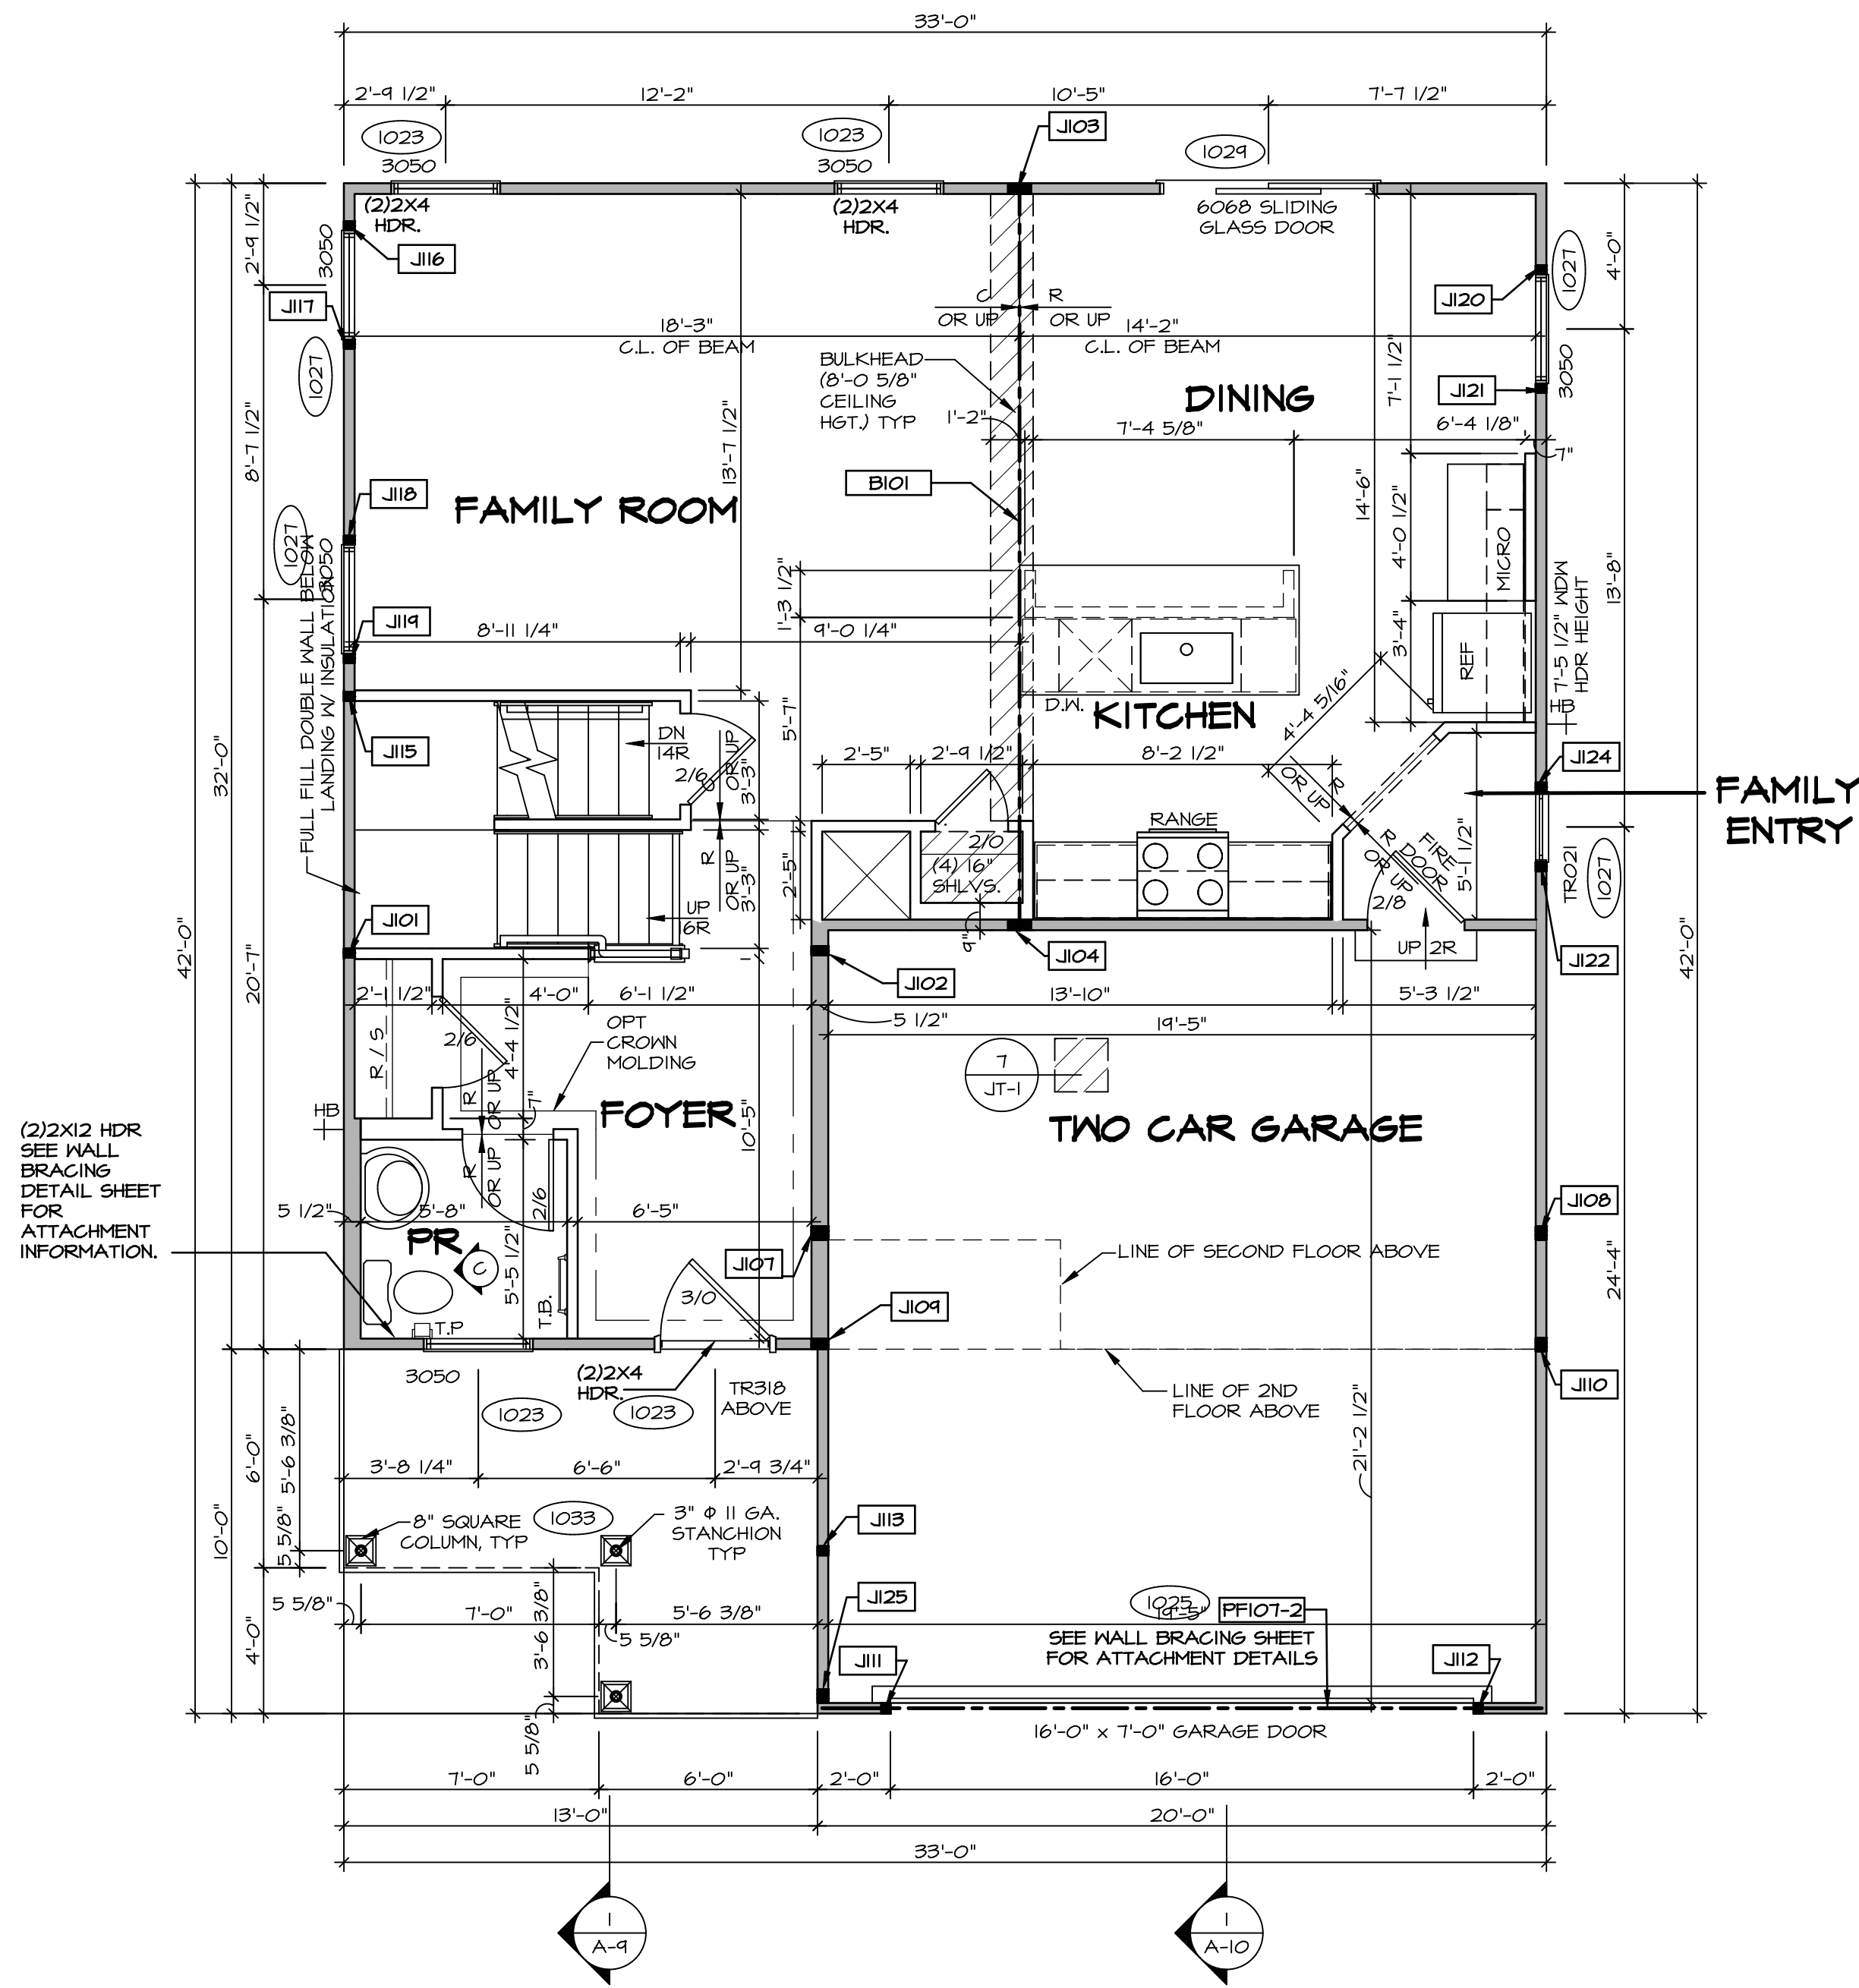 33'-0"
2'-9 1/2"
12'-2"
10'-5"
7'-7 1/2"
1023
1023
1029
J103
3050
3050
(2)2X4
HDR.
(2)2X4
HDR.
6068 SLIDING
GLASS DOOR
2'-9 1/2"
3050
J116
J117
1027
4'-0"
1027
J120
C
OR UP
R
OR UP
18'-3"
C.L. OF BEAM
14'-2"
C.L. OF BEAM
BULKHEAD
(8'-0 5/8"
CEILING
HGT.) TYP
1'-2"
DINING
7'-1 1/2"
J121
3050
7'-4 5/8"
6'-4 1/8"
7"
8'-7 1/2"
13'-7 1/2"
J118
FAMILY ROOM
B101
14'-6"
4'-0 1/2"
MICRO
1027
3050
FULL FILL DOUBLE WALL BELOW
LANDING W/ INSULATION
1'-3 1/2"
7'-5 1/2" WDW
HDR HEIGHT
13'-8"
J119
8'-11 1/4"
9'-0 1/4"
3'-4"
REF
D.W.
KITCHEN
4'-4 5/16"
HB
32'-0"
J115
DN
14R
2/6
OR UP
3'-3"
5'-7"
2'-5"
2'-9 1/2"
8'-2 1/2"
R
OR UP
J124
FAMILY
ENTRY
RANGE
2/0
(4) 16"
SHLVS.
R
OR UP
FIRE
DOOR
5'-1 1/2"
2/8
TR021
1027
R
OR UP
3'-3"
2'-5"
UP
6R
J101
42'-0"
20'-7"
9"
J104
UP 2R
J122
42'-0"
J102
2'-1 1/2"
4'-0"
6'-1 1/2"
13'-10"
5'-3 1/2"
5 1/2"
19'-5"
R / S
2/6
4'-4 1/2"
OPT
CROWN
MOLDING
7
JT-1
R
OR UP
7"
HB
FOYER
10'-5"
TWO CAR GARAGE
(2)2X12 HDR
SEE WALL
BRACING
DETAIL SHEET
FOR
ATTACHMENT
INFORMATION.
R
OR UP
2/6
5 1/2"
5'-8"
6'-5"
J108
PR
C
5'-5 1/2"
J107
LINE OF SECOND FLOOR ABOVE
24'-4"
3/0
J109
T.P
T.B.
3050
(2)2X4
HDR.
TR318
ABOVE
1023
1023
LINE OF 2ND
FLOOR ABOVE
J110
21'-2 1/2"
6'-0"
5'-6 3/8"
3'-8 1/4"
6'-6"
2'-9 3/4"
10'-0"
5 5/8"
8" SQUARE
COLUMN, TYP
1033
3" Φ 11 GA.
STANCHION
TYP
J113
J125
5 5/8"
7'-0"
3'-6 3/8"
5'-6 3/8"
5 5/8"
1025
19'-5"
PF107-2
SEE WALL BRACING SHEET
FOR ATTACHMENT DETAILS
4'-0"
J111
J112
5 5/8"
16'-0" x 7'-0" GARAGE DOOR
7'-0"
6'-0"
2'-0"
16'-0"
2'-0"
13'-0"
20'-0"
33'-0"
1
A-9
1
A-10